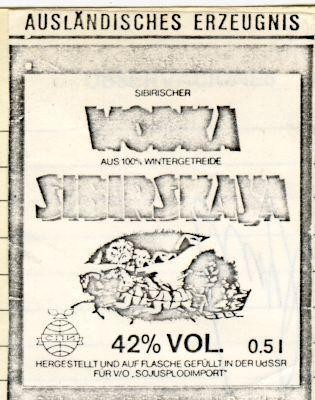 AUSLÄNDISCHES ERZEUGNIS
SIBIRISCHER
WODKA
AUS 100% WINTERGETREIDE
SIBIRSKAJA
42% VOL. 0.5 l
HERGESTELLT UND AUF FLASCHE GEFÜLLT IN DER UdSSR
FÜR V/O „SOJUSPLODIMPORT"